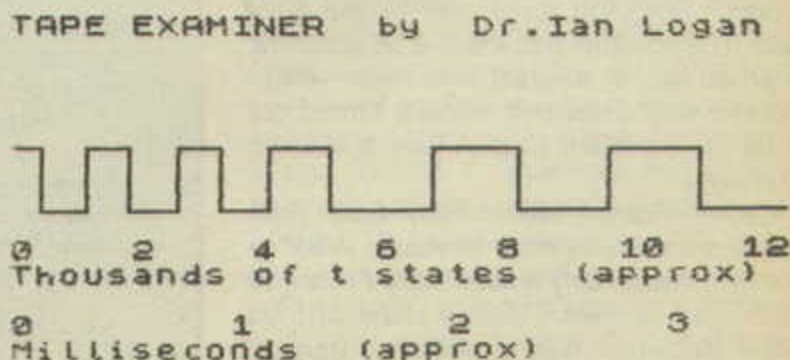 TAPE EXAMINER by Dr.Ian Logan
0 2 4 6 8 10 12
Thousands of t states (approx)
0 1 2 3
Milliseconds (approx)